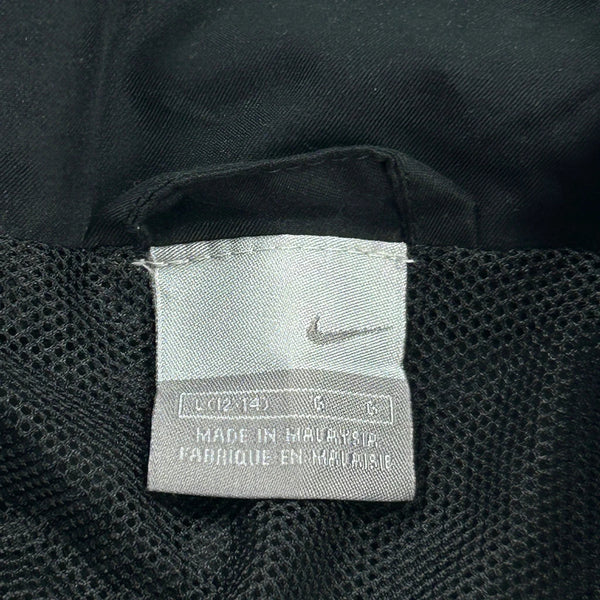 L (12-14) G G
MADE IN MALAYSIA
FABRIQUE EN MALAISIE